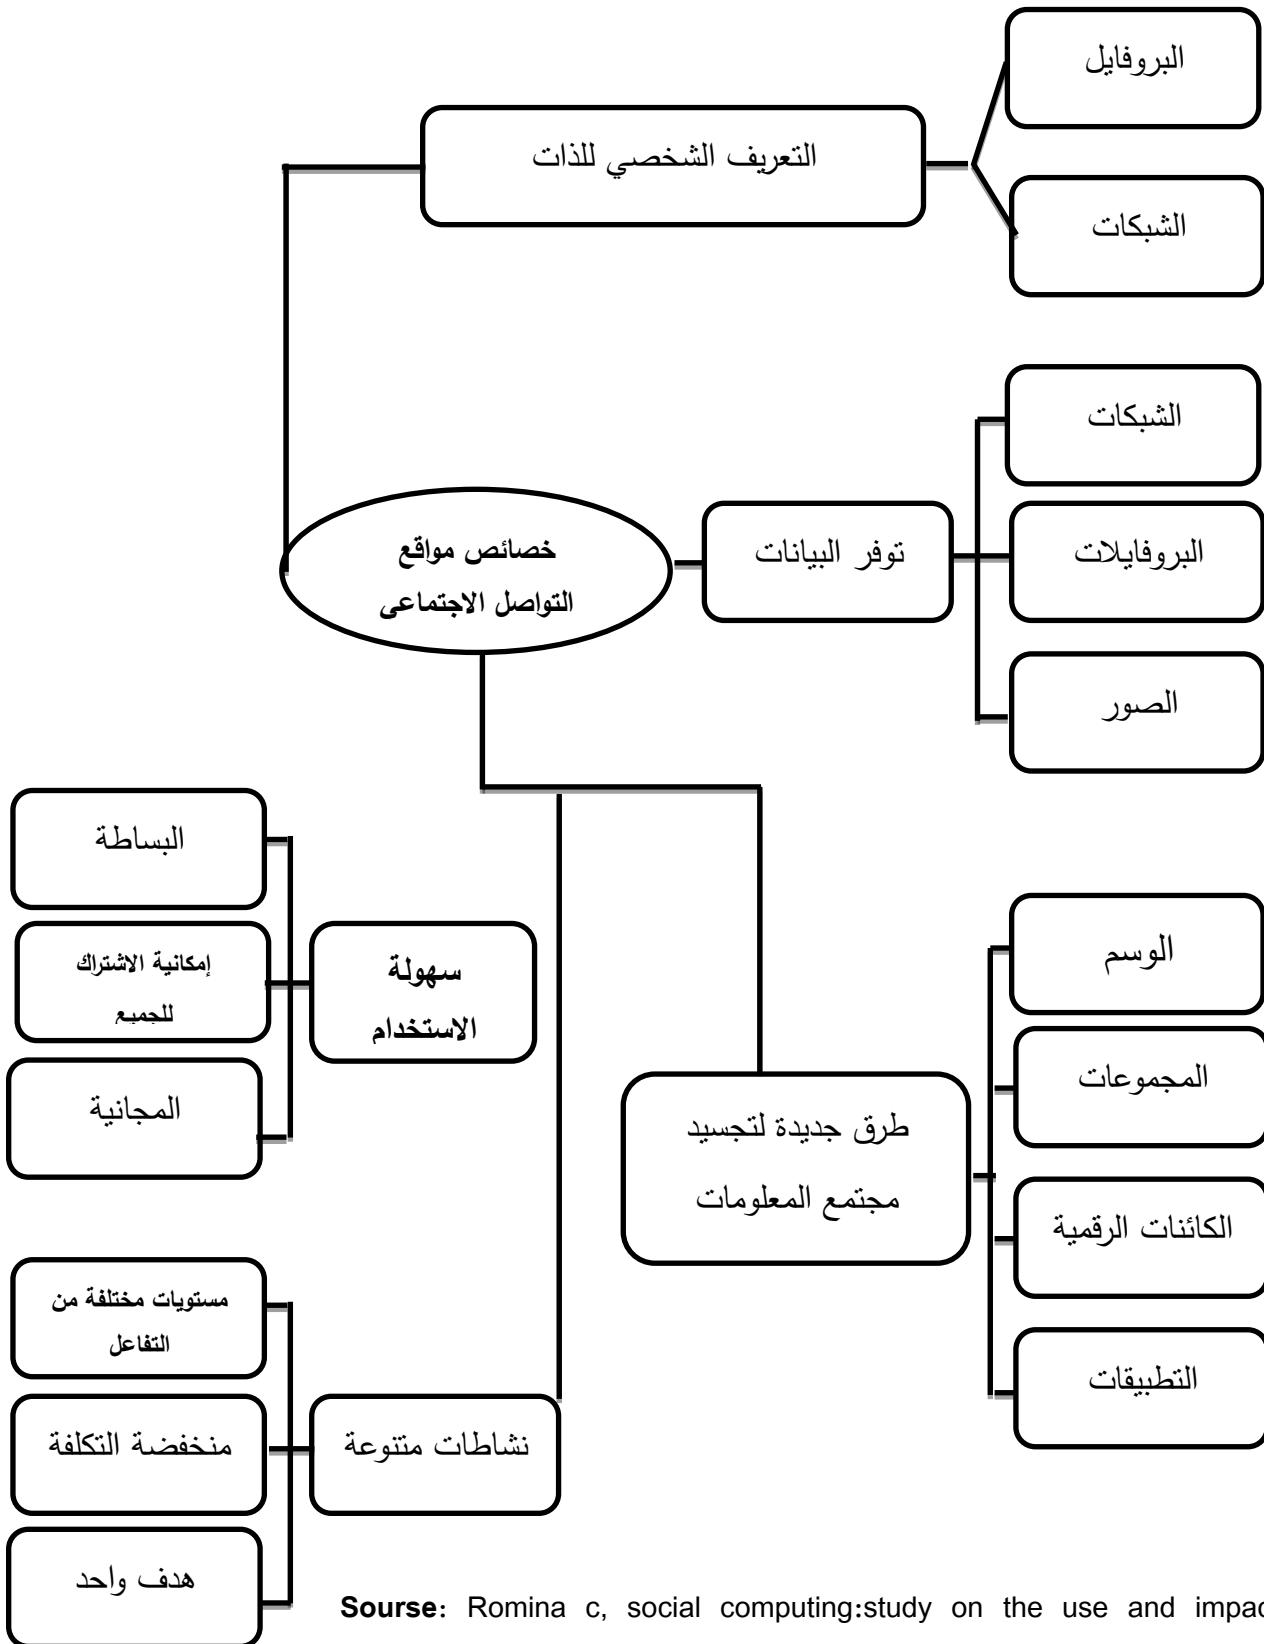 البروفايل
التعريف الشخصي للذات
الشبكات
الشبكات
خصائص مواقع
التواصل الاجتماعى
توفر البيانات
البروفايلات
الصور
البساطة
إمكانية الاشتراك
للجميع
المجانية
سهولة
الاستخدام
الوسم
المجموعات
طرق جديدة لتجسيد
مجتمع المعلومات
الكائنات الرقمية
التطبيقات
مستويات مختلفة من
التفاعل
منخفضة التكلفة
هدف واحد
نشاطات متنوعة
Sourse: Romina c, social computing:study on the use and impac